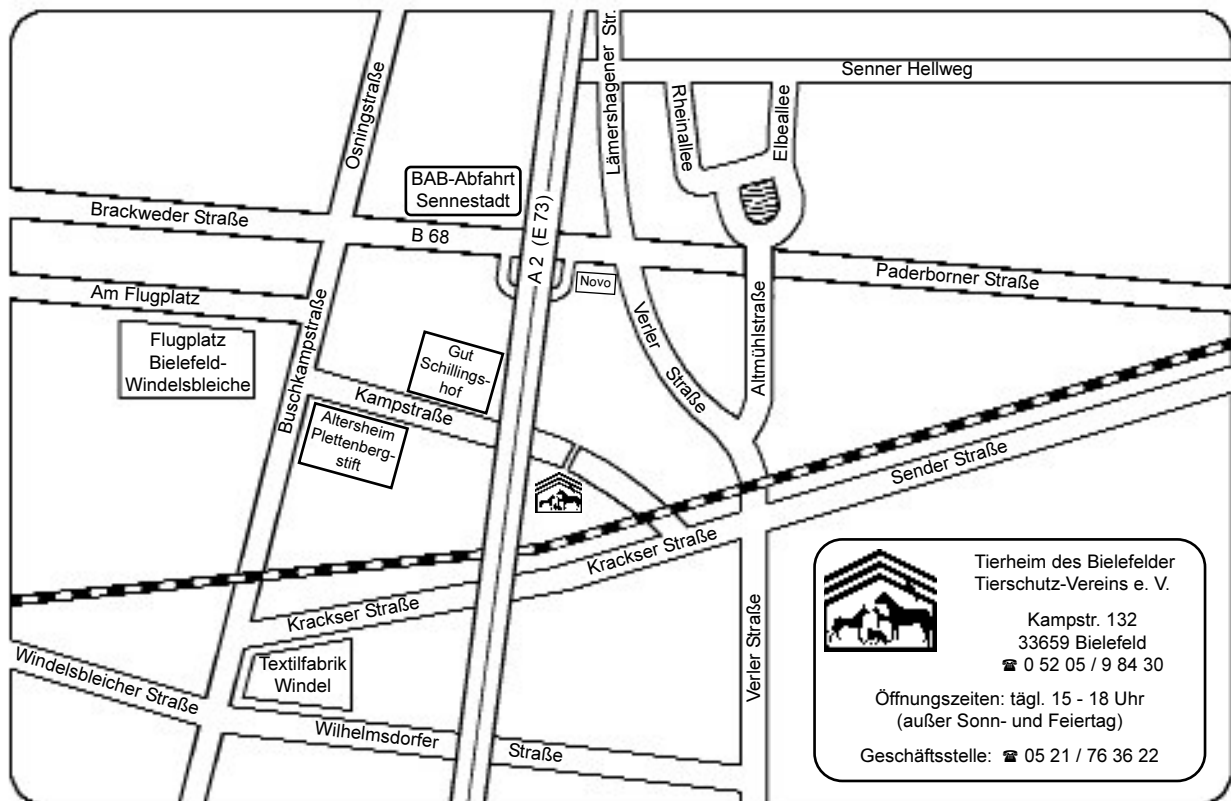 Lämershagener Str.
Senner Hellweg
Osningstraße
Rheinallee
Elbeallee
BAB-Abfahrt
Sennestadt
Brackweder Straße
B 68
A 2 (E 73)
Novo
Paderborner Straße
Am Flugplatz
Flugplatz
Bielefeld-
Windelsbleiche
Buschkampstraße
Gut
Schillings-
hof
Verler
Straße
Altmühlstraße
Kampstraße
Altersheim
Plettenberg-
stift
Sender Straße
Krackser Straße
Krackser Straße
Verler Straße
Windelsbleicher Straße
Textilfabrik
Windel
Wilhelmsdorfer
Straße
Tierheim des Bielefelder
Tierschutz-Vereins e. V.
Kampstr. 132
33659 Bielefeld
☎ 0 52 05 / 9 84 30
Öffnungszeiten: tägl. 15 - 18 Uhr
(außer Sonn- und Feiertag)
Geschäftsstelle: ☎ 05 21 / 76 36 22